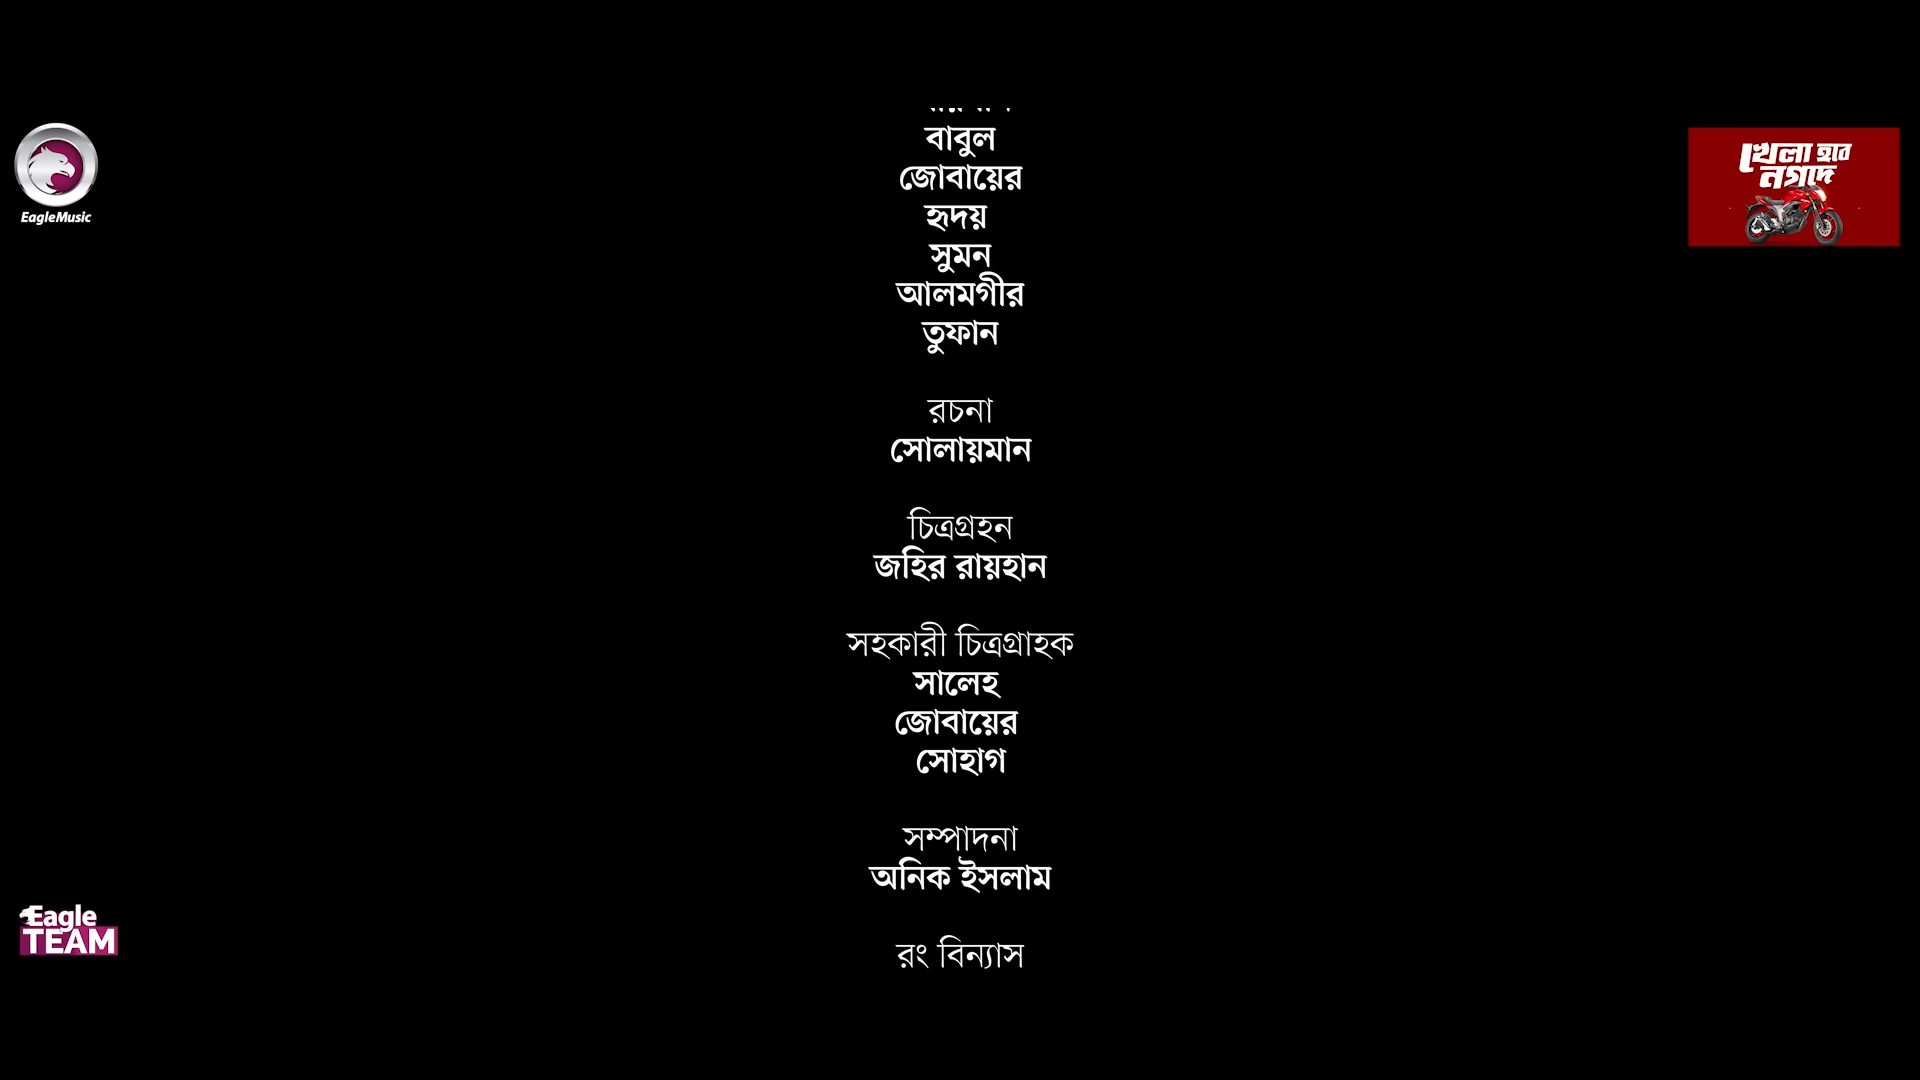 বাবুল
জোবায়ের
হৃদয়
সুমন
আলমগীর
তুফান
রচনা
সোলায়মান
চিত্রগ্রহন
জহির রায়হান
সহকারী চিত্রগ্রাহক
সালেহ
জোবায়ের
সোহাগ
সম্পাদনা
অনিক ইসলাম
রং বিন্যাস
EagleMusic
খেলা হবে
নগদে
Eagle
TEAM